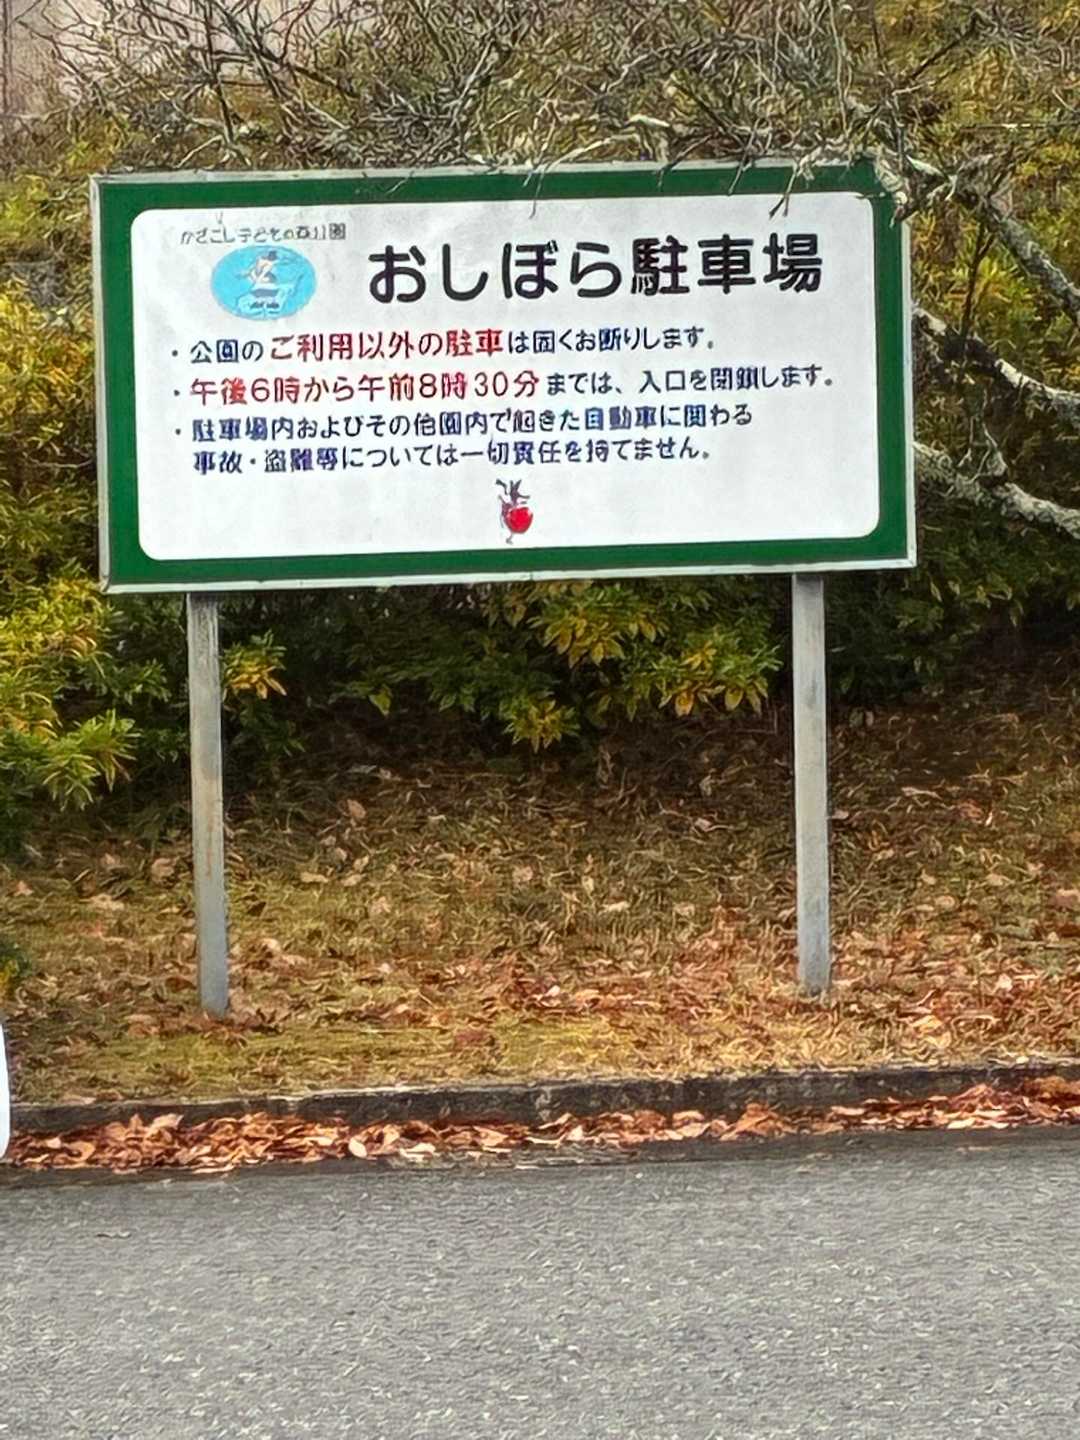 かざこし子どもの森公園
おしぼら駐車場
・公園のご利用以外の駐車は固くお断りします。
・午後6時から午前8時30分までは、入口を閉鎖します。
・駐車場内およびその他園内で起きた自動車に関わる
事故・盗難等については一切責任を持てません。